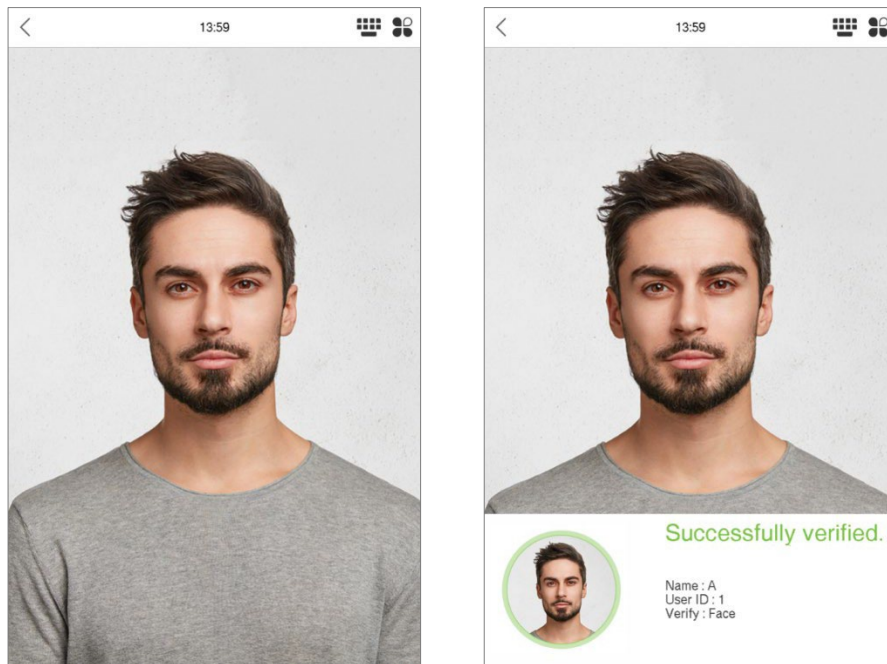 13:59
13:59
Successfully verified.
Name : A
User ID : 1
Verify : Face